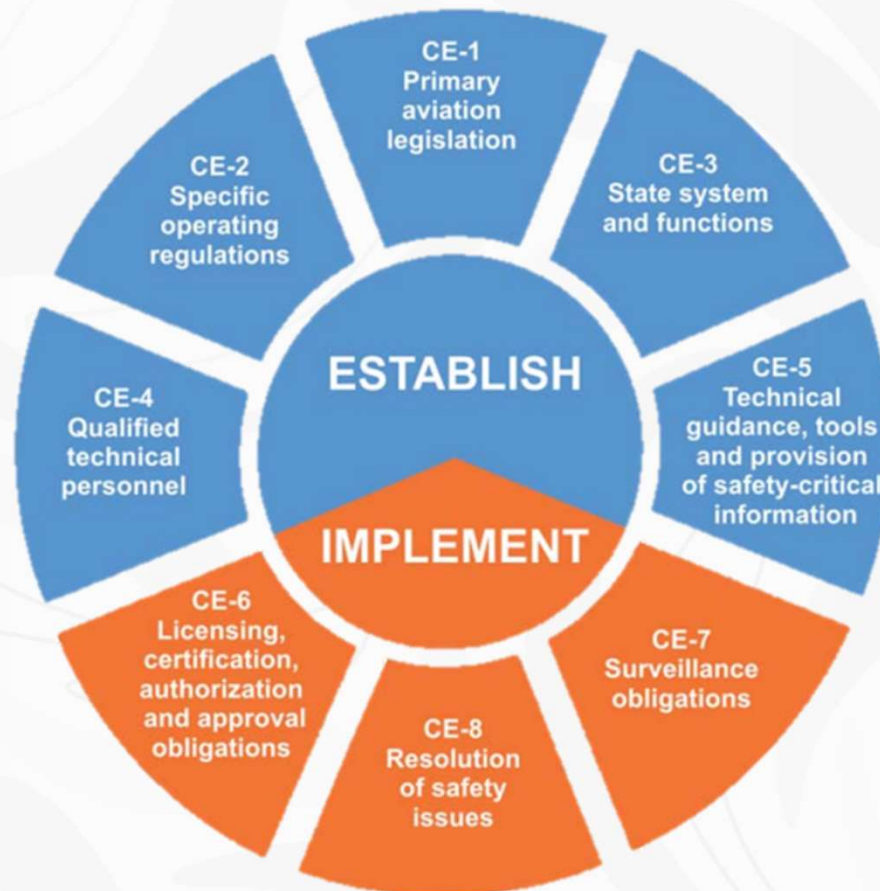 CE-1
Primary
aviation
legislation
CE-2
Specific
operating
regulations
CE-3
State system
and functions
CE-4
Qualified
technical
personnel
CE-5
Technical
guidance, tools
and provision
of safety-critical
information
ESTABLISH
IMPLEMENT
CE-6
Licensing,
certification,
authorization
and approval
obligations
CE-7
Surveillance
obligations
CE-8
Resolution
of safety
issues